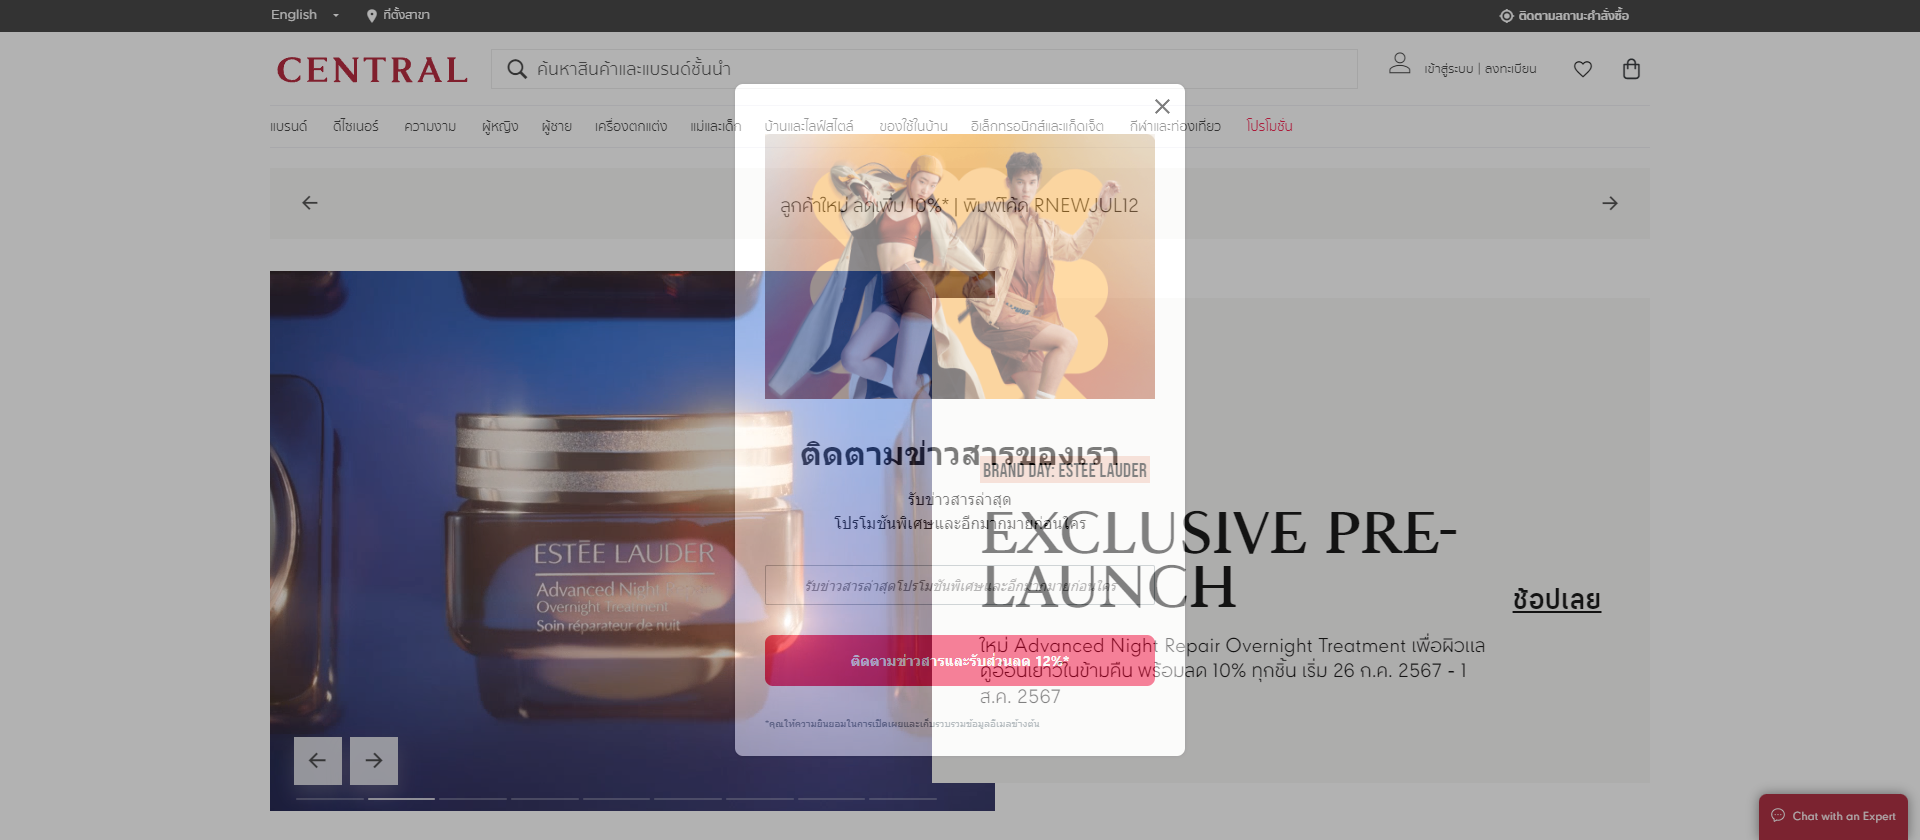 English
ที่ตั้งสาขา
ติดตามสถานะคำสั่งซื้อ
CENTRAL
ค้นหาสินค้าและแบรนด์ชั้นนำ
เข้าสู่ระบบ | ลงทะเบียน
แบรนด์ ดีไซเนอร์ ความงาม ผู้หญิง ผู้ชาย เครื่องตกแต่ง แม่และเด็ก บ้านและไลฟ์สไตล์ ของใช้ในบ้าน อิเล็กทรอนิกส์และแก็ดเจ็ต กีฬาและท่องเที่ยว โปรโมชั่น
ลูกค้าใหม่ ลดเพิ่ม 10%* | พิมพ์โค้ด RNEWJUL12
ติดตามข่าวสารของเรา
รับข่าวสารล่าสุด
โปรโมชันพิเศษและอีกมากมายก่อนใคร
รับข่าวสารล่าสุดโปรโมชันพิเศษและอีกมากมายก่อนใคร
ติดตามข่าวสารและรับส่วนลด 12%*
*คุณให้ความยินยอมในการเปิดเผยและเก็บรวบรวมข้อมูลอีเมลข้างต้น
ESTĒE LAUDER
Advanced Night Repair
Overnight Treatment
Soin réparateur de nuit
BRAND DAY: ESTEE LAUDER
EXCLUSIVE PRE-
LAUNCH
ใหม่ Advanced Night Repair Overnight Treatment เพื่อผิวแล
ดูอ่อนเยาว์ในข้ามคืน พร้อมลด 10% ทุกชิ้น เริ่ม 26 ก.ค. 2567 - 1
ส.ค. 2567
ช้อปเลย
Chat with an Expert